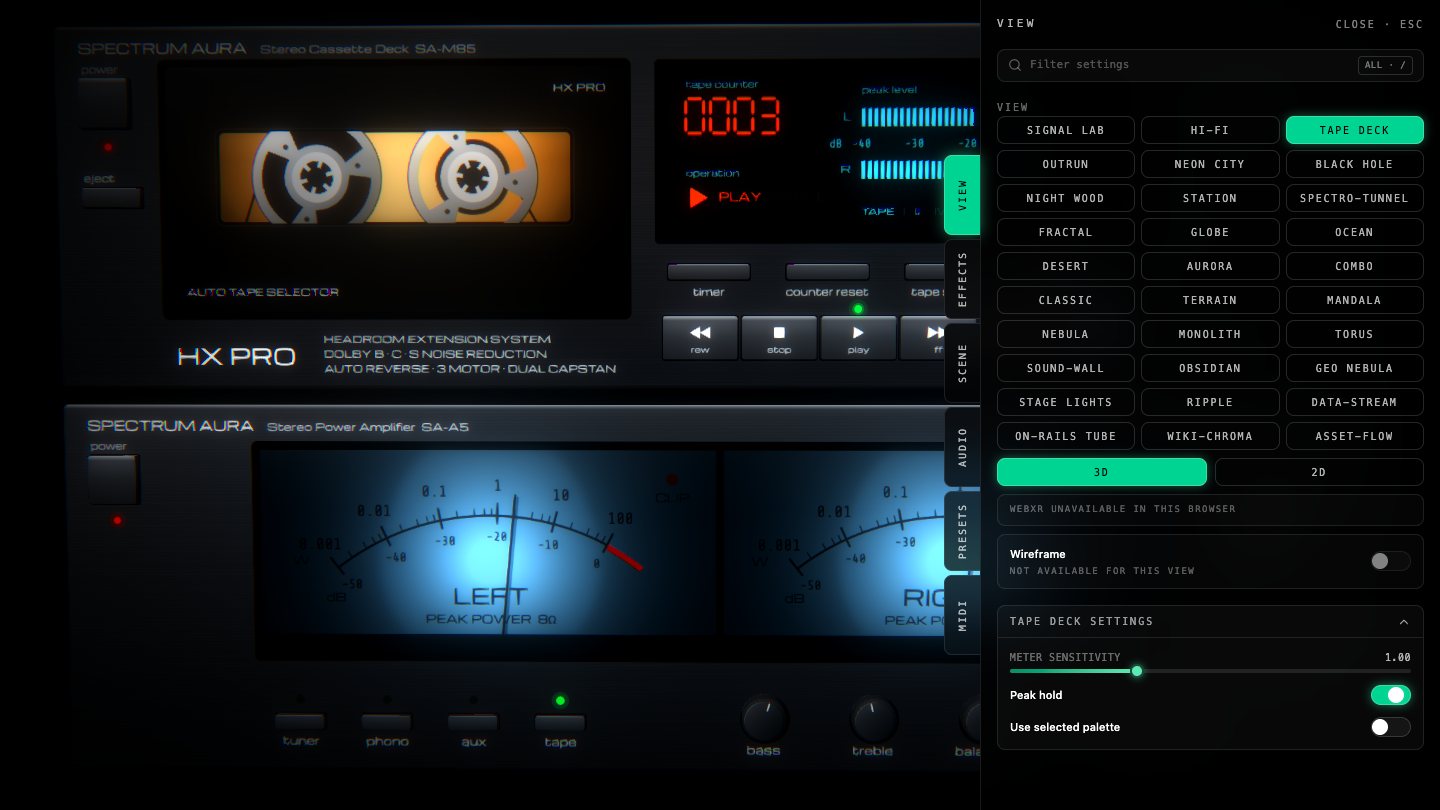 SPECTRUM AURA Stereo Cassette Deck SA-M85
power
eject
HX PRO
AUTO TAPE SELECTOR
HX PRO
HEADROOM EXTENSION SYSTEM
DOLBY B · C · S NOISE REDUCTION
AUTO REVERSE · 3 MOTOR · DUAL CAPSTAN
tape counter
0003
peak level
L
dB -40 -30 -20
R
operation
PLAY
TAPE
timer
counter reset
tape
rew
stop
play
ff
SPECTRUM AURA Stereo Power Amplifier SA-A5
power
0.001 0.01 0.1 1 10 100
W
-50 -40 -30 -20 -10 0
dB
OVR
LEFT
PEAK POWER 8Ω
0.001 0.01 0.1
W
-50 -40 -30
dB
RIG
PEAK PO
tuner
phono
aux
tape
bass
treble
bala
VIEW
EFFECTS
SCENE
AUDIO
PRESETS
MIDI
VIEW
CLOSE · ESC
Filter settings
ALL · /
VIEW
SIGNAL LAB HI-FI TAPE DECK
OUTRUN NEON CITY BLACK HOLE
NIGHT WOOD STATION SPECTRO-TUNNEL
FRACTAL GLOBE OCEAN
DESERT AURORA COMBO
CLASSIC TERRAIN MANDALA
NEBULA MONOLITH TORUS
SOUND-WALL OBSIDIAN GEO NEBULA
STAGE LIGHTS RIPPLE DATA-STREAM
ON-RAILS TUBE WIKI-CHROMA ASSET-FLOW
3D 2D
WEBXR UNAVAILABLE IN THIS BROWSER
Wireframe
NOT AVAILABLE FOR THIS VIEW
TAPE DECK SETTINGS
METER SENSITIVITY 1.00
Peak hold
Use selected palette